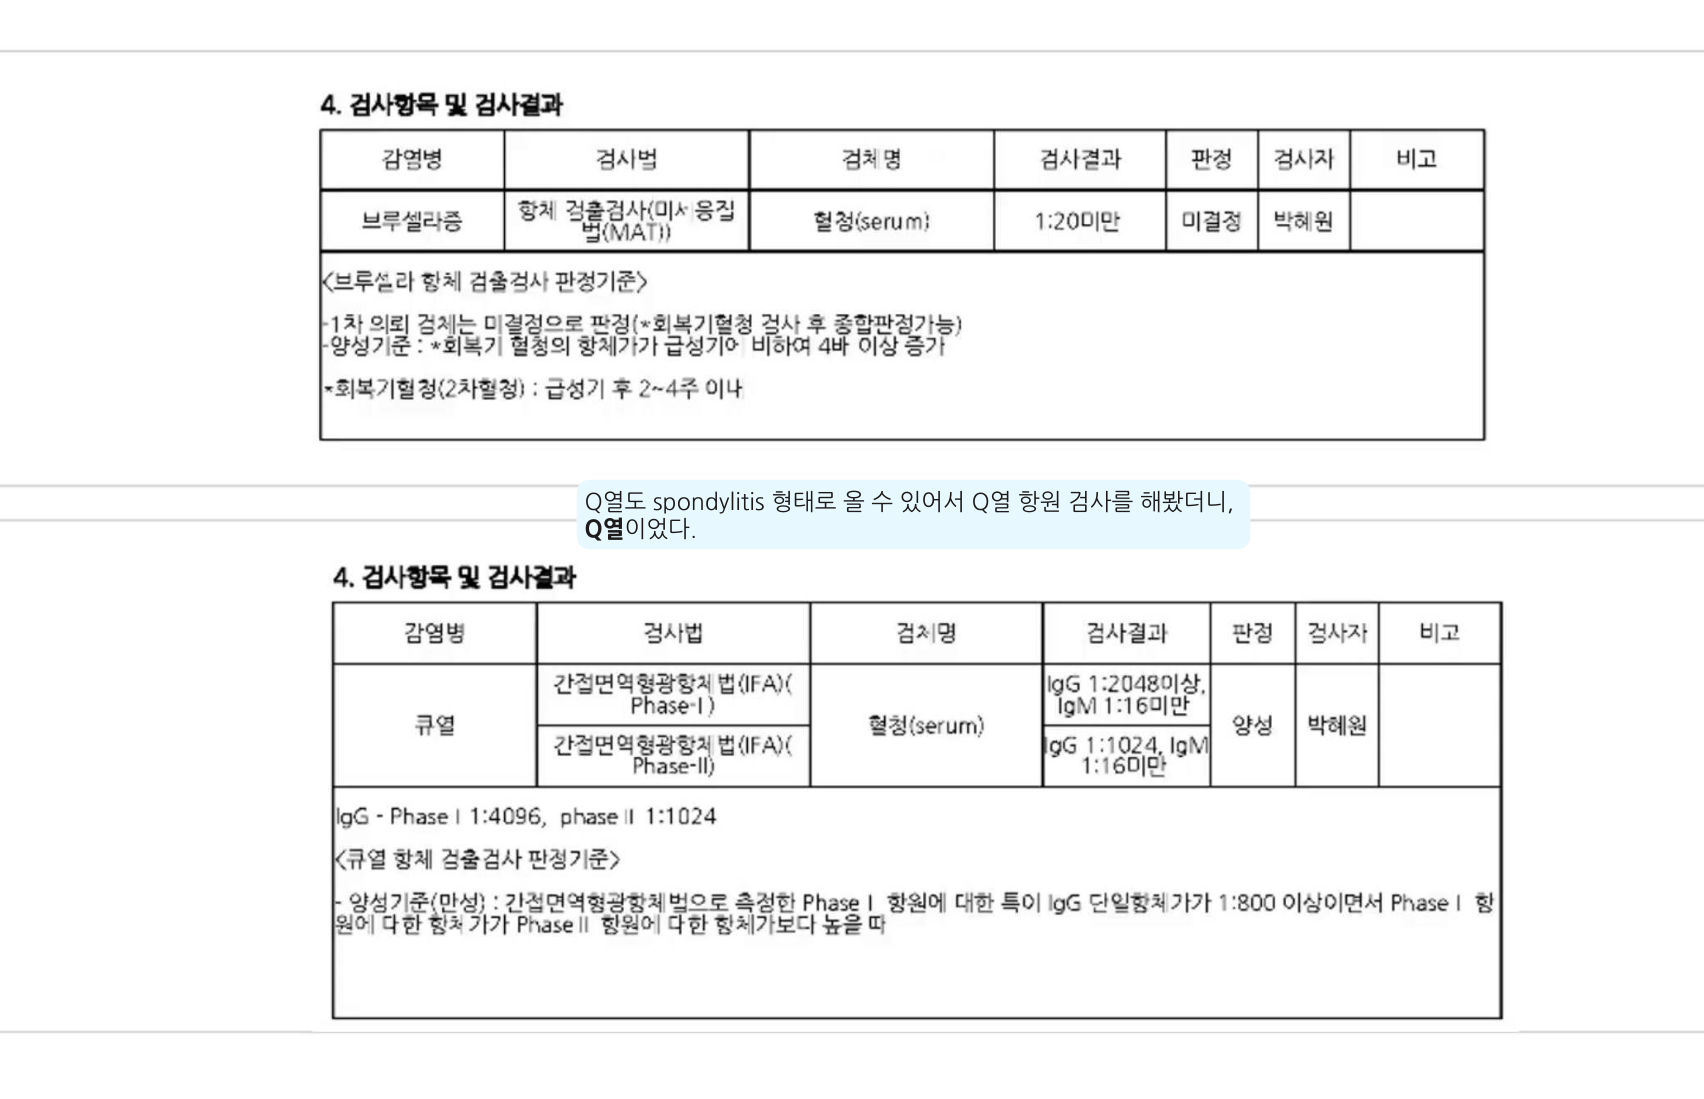 4. 검사항목 및 검사결과
감염병 검사법 검체명 검사결과 판정 검사자 비고
브루셀라증 항체 검출검사(미세응집 법(MAT)) 혈청(serum) 1:20미만 미결정 박혜원
<브루셀라 항체 검출검사 판정기준>
-1차 의뢰 검체는 미결정으로 판정(*회복기혈청 검사 후 종합판정가능)
-양성기준 : *회복기 혈청의 항체가가 급성기에 비하여 4배 이상 증가
*회복기혈청(2차혈청) : 급성기 후 2~4주 이내
Q열도 spondylitis 형태로 올 수 있어서 Q열 항원 검사를 해봤더니,
Q열이었다.
4. 검사항목 및 검사결과
감염병 검사법 검체명 검사결과 판정 검사자 비고
큐열 간접면역형광항체법(IFA)( Phase-I ) 혈청(serum) IgG 1:2048이상, IgM 1:16미만 양성 박혜원
간접면역형광항체법(IFA)( Phase-II) IgG 1:1024, IgM 1:16미만
IgG - Phase Ⅰ 1:4096, phase Ⅱ 1:1024
<큐열 항체 검출검사 판정기준>
- 양성기준(만성) : 간접면역형광항체법으로 측정한 Phase Ⅰ 항원에 대한 특이 IgG 단일항체가가 1:800 이상이면서 Phase Ⅰ 항
원에 대한 항체가가 Phase Ⅱ 항원에 대한 항체가보다 높을 때